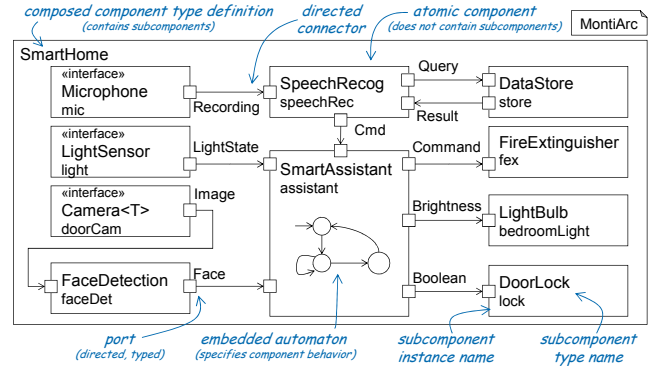 composed component type definition
(contains subcomponents)
directed
connector
atomic component
(does not contain subcomponents)
MontiArc
SmartHome
«interface»
Microphone
mic
Recording
SpeechRecog
speechRec
Query
Result
DataStore
store
Cmd
«interface»
LightSensor
light
LightState
SmartAssistant
assistant
Command
FireExtinguisher
fex
«interface»
Camera<T>
doorCam
Image
Brightness
LightBulb
bedroomLight
FaceDetection
faceDet
Face
Boolean
DoorLock
lock
port
(directed, typed)
embedded automaton
(specifies component behavior)
subcomponent
instance name
subcomponent
type name